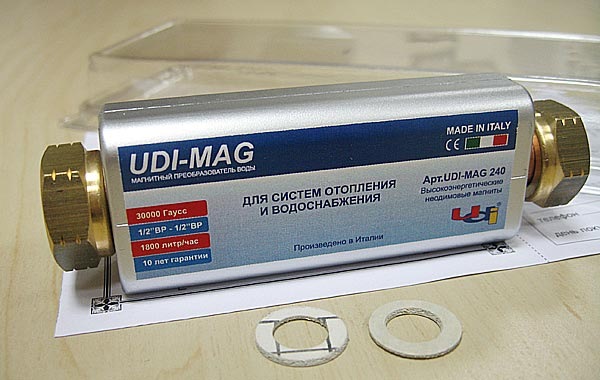 UDI-MAG
МАГНИТНЫЙ ПРЕОБРАЗОВАТЕЛЬ ВОДЫ
MADE IN ITALY
CE
30000 Гаусс
1/2"ВР - 1/2"ВР
1800 литр/час
10 лет гарантии
ДЛЯ СИСТЕМ ОТОПЛЕНИЯ
И ВОДОСНАБЖЕНИЯ
Произведено в Италии
Арт.UDI-MAG 240
Высокоэнергетические
неодимовые магниты
udi
телефон